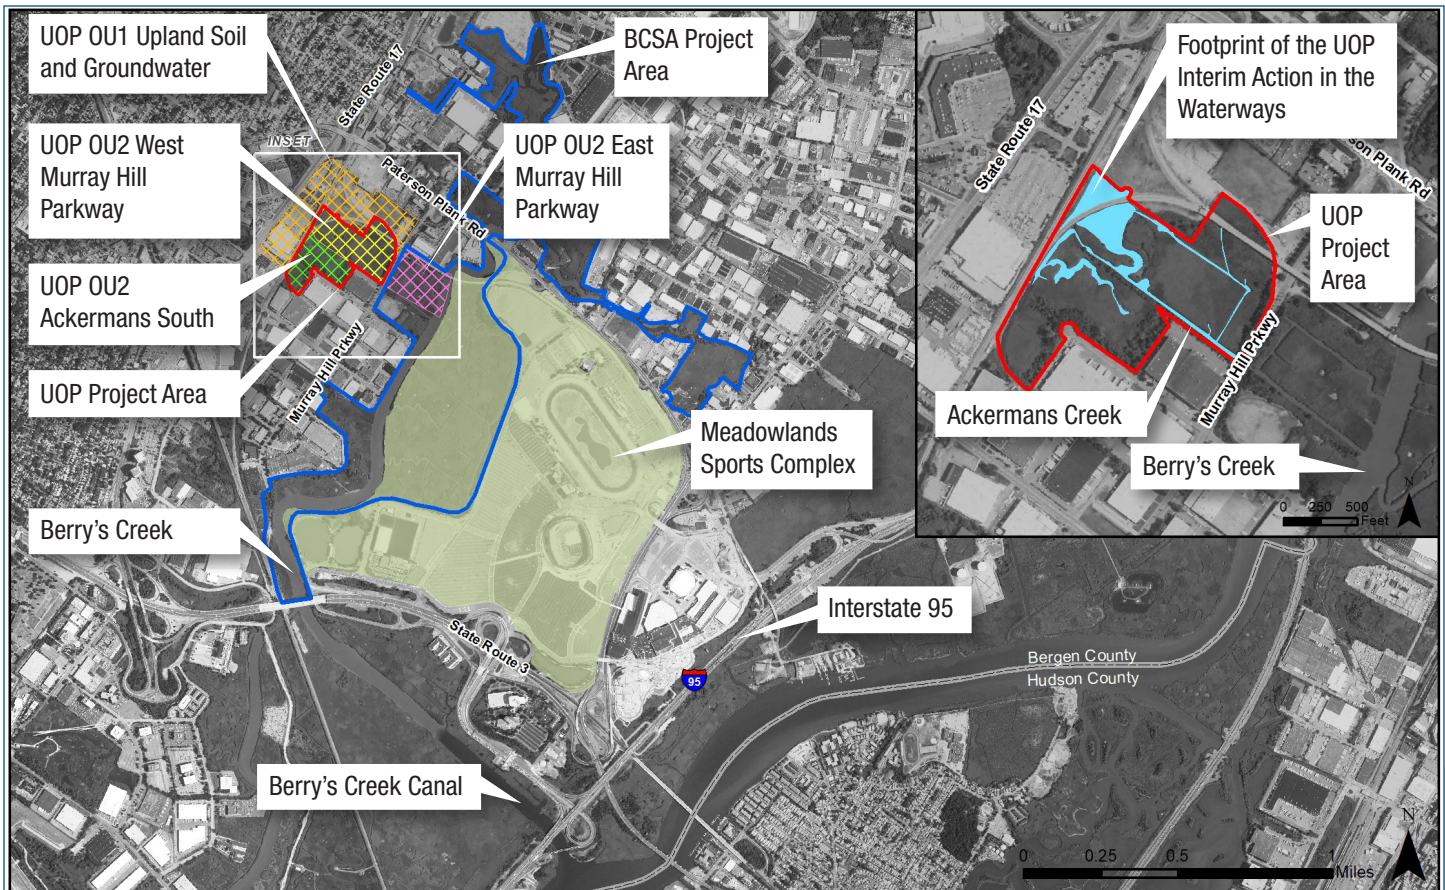 UOP OU1 Upland Soil
and Groundwater
State Route 17
BCSA Project
Area
INSET
UOP OU2 West
Murray Hill
Parkway
Paterson Plank Rd
UOP OU2 East
Murray Hill
Parkway
UOP OU2
Ackermans South
UOP Project Area
Murray Hill Prkwy
Meadowlands
Sports Complex
Berry's Creek
Interstate 95
State Route 3
95
Bergen County
Hudson County
Berry's Creek Canal
N
0 0.25 0.5 1
Miles
Footprint of the UOP
Interim Action in the
Waterways
State Route 17
son Plank Rd
UOP
Project
Area
Ackermans Creek
Murray Hill Prkwy
Berry's Creek
N
0 250 500
Feet